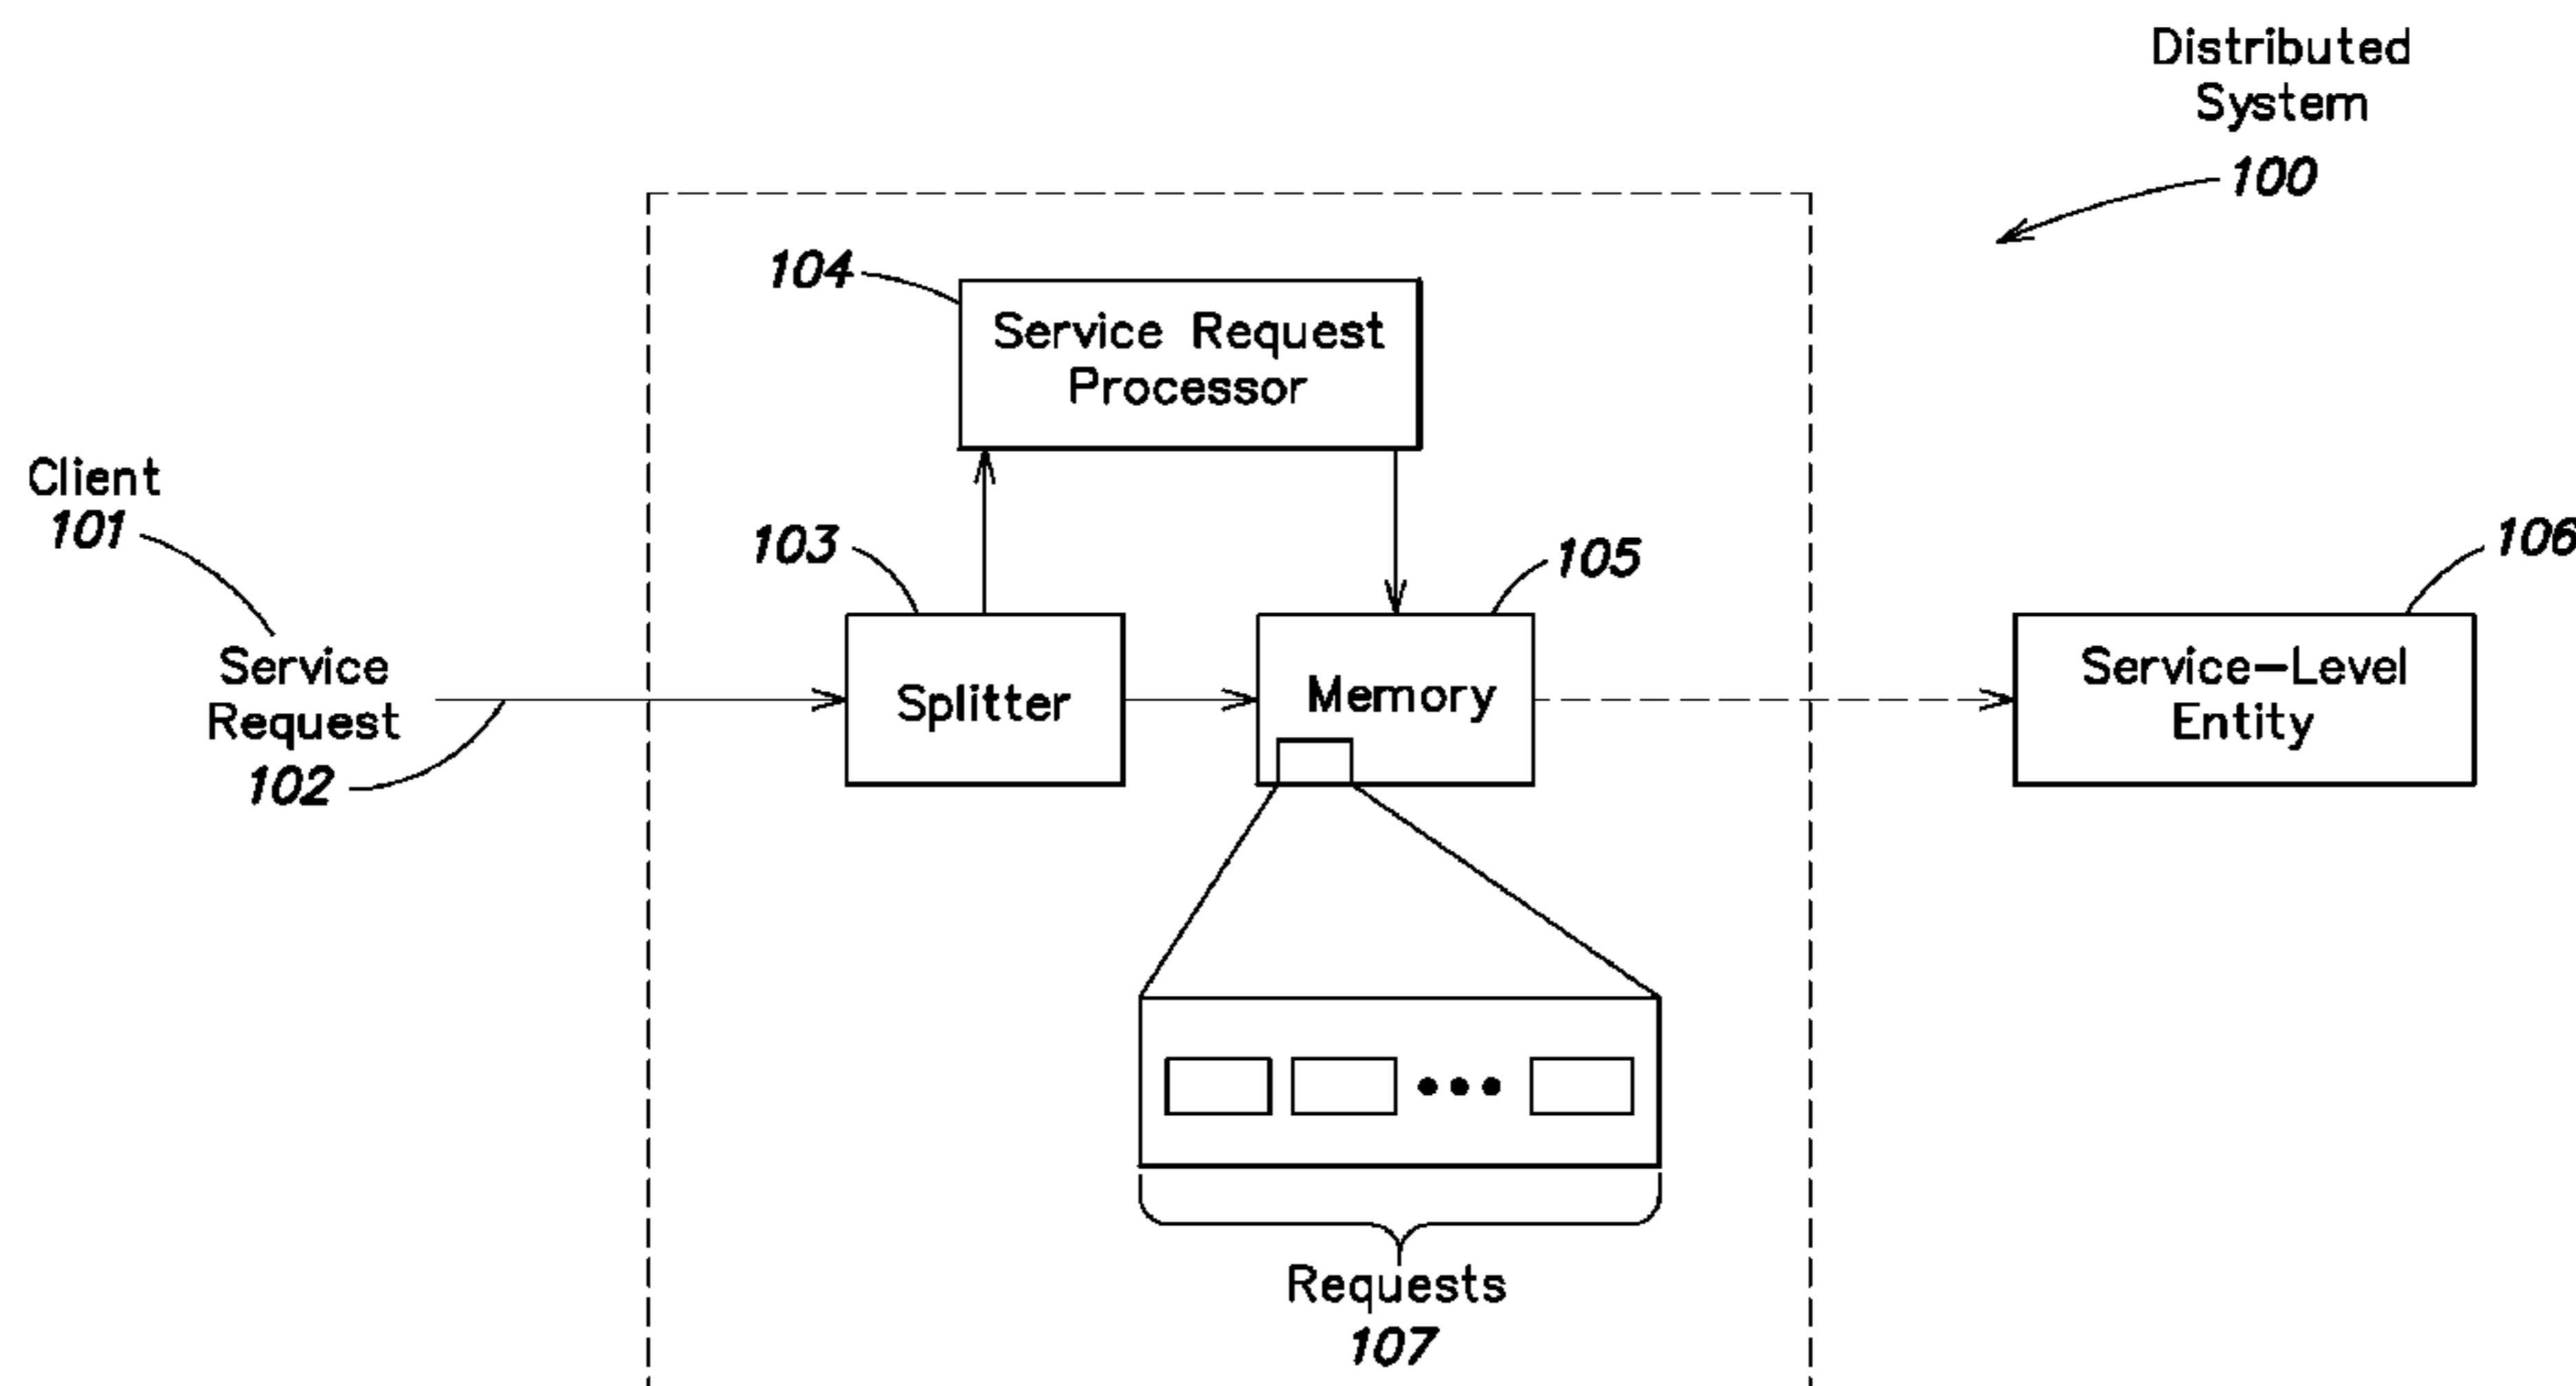 Distributed
System
100
104
Service Request
Processor
Client
101
103
105
106
Service
Request
102
Splitter
Memory
Service-Level
Entity
Requests
107